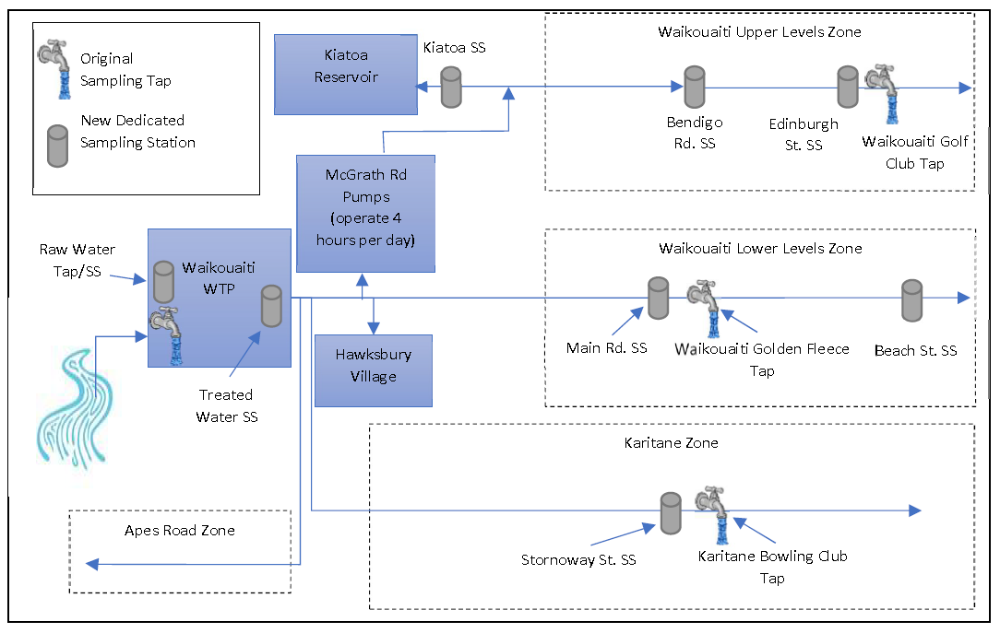 Original
Sampling Tap
New Dedicated
Sampling Station
Kiatoa
Reservoir
Kiatoa SS
Waikouaiti Upper Levels Zone
Bendigo
Rd. SS
Edinburgh
St. SS
Waikouaiti Golf
Club Tap
McGrath Rd
Pumps
(operate 4
hours per day)
Raw Water
Tap/SS
Waikouaiti
WTP
Treated
Water SS
Hawksbury
Village
Waikouaiti Lower Levels Zone
Main Rd. SS
Waikouaiti Golden Fleece
Tap
Beach St. SS
Karitane Zone
Stornoway St. SS
Karitane Bowling Club
Tap
Apes Road Zone